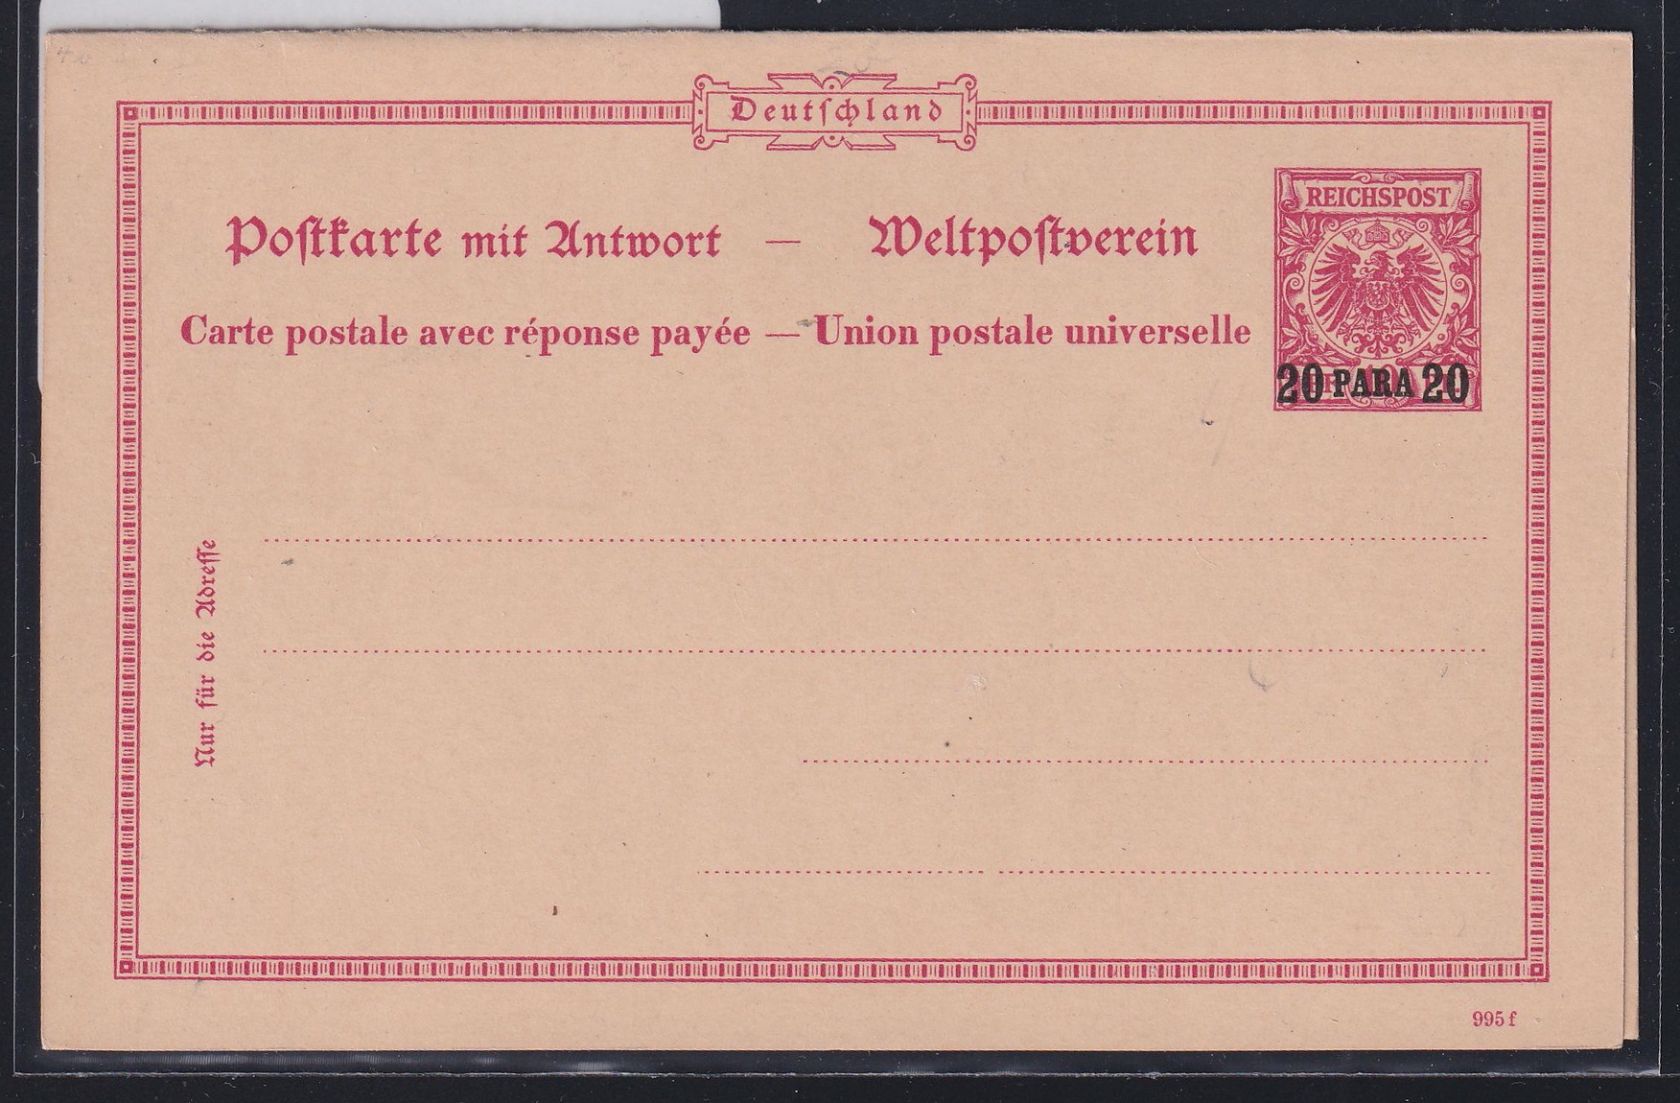 Deutſchland
REICHSPOST
Poſtkarte mit Antwort — Weltpoſtverein
Carte postale avec réponse payée — Union postale universelle
20 PARA 20
Nur für die Adreſſe
995 f